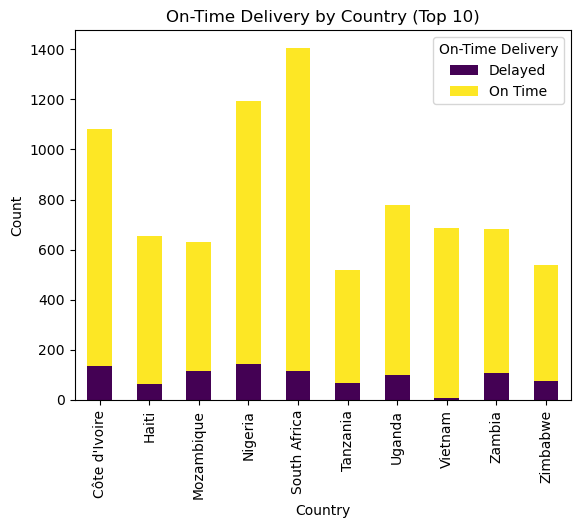 On-Time Delivery by Country (Top 10)
On-Time Delivery
Delayed
On Time
Count
1400
1200
1000
800
600
400
200
0
Côte d'Ivoire
Haiti
Mozambique
Nigeria
South Africa
Tanzania
Uganda
Vietnam
Zambia
Zimbabwe
Country